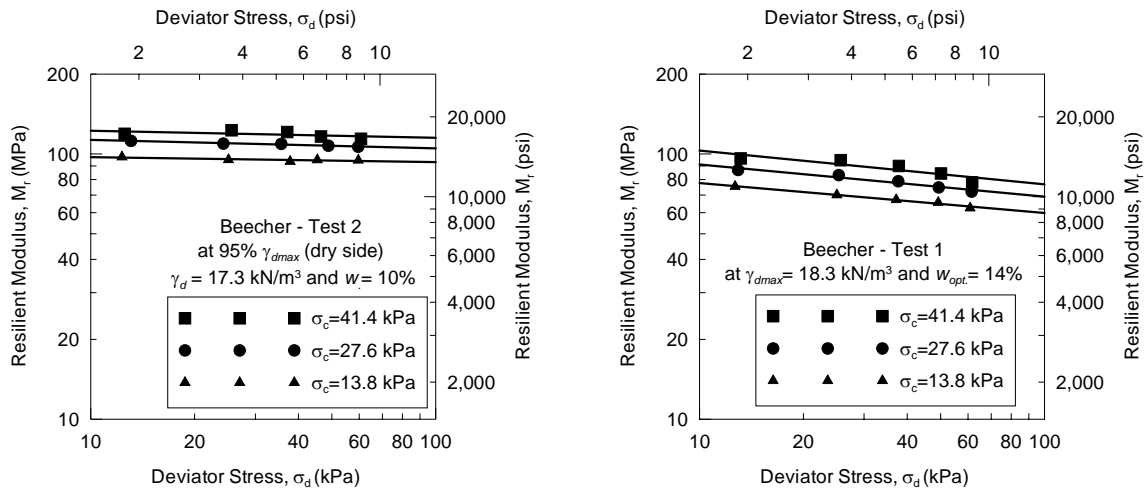 Deviator Stress, σd (psi)
2 4 6 8 10
200
100
80
60
40
20
10
Resilient Modulus, Mr (MPa)
20,000
10,000
8,000
6,000
4,000
2,000
Resilient Modulus, Mr (psi)
Beecher - Test 2
at 95% γdmax (dry side)
γd = 17.3 kN/m3 and w = 10%
σc=41.4 kPa
σc=27.6 kPa
σc=13.8 kPa
10 20 40 60 80 100
Deviator Stress, σd (kPa)
Deviator Stress, σd (psi)
2 4 6 8 10
200
100
80
60
40
20
10
Resilient Modulus, Mr (MPa)
20,000
10,000
8,000
6,000
4,000
2,000
Resilient Modulus, Mr (psi)
Beecher - Test 1
at γdmax= 18.3 kN/m3 and wopt.= 14%
σc=41.4 kPa
σc=27.6 kPa
σc=13.8 kPa
10 20 40 60 80 100
Deviator Stress, σd (kPa)